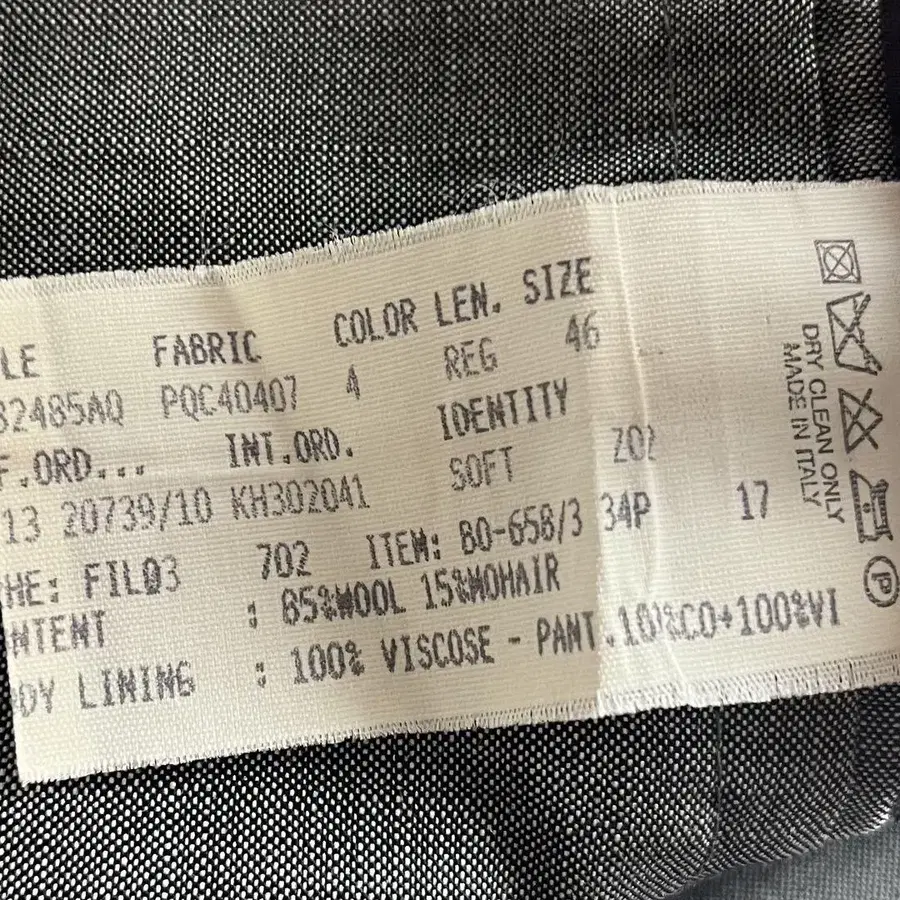 LE FABRIC COLOR LEN. SIZE
32485AQ PQC40407 4 REG 46
F.ORD... INT.ORD. IDENTITY
13 20739/10 KH302041 SOFT Z02
HE: FIL03 702 ITEM: 80-658/3 34P 17
NTENT : 85%WOOL 15%MOHAIR
DY LINING : 100% VISCOSE - PANT.100%CO+100%VI
DRY CLEAN ONLY
MADE IN ITALY
P